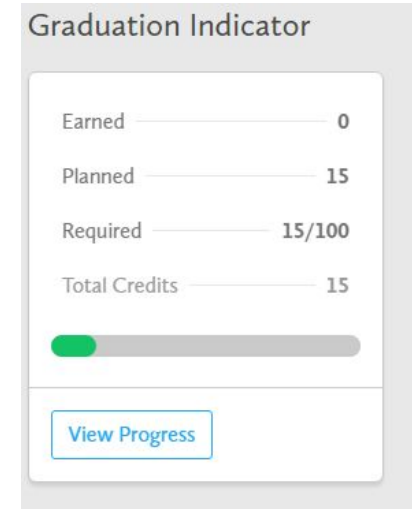 Graduation Indicator
Earned 0
Planned 15
Required 15/100
Total Credits 15
View Progress